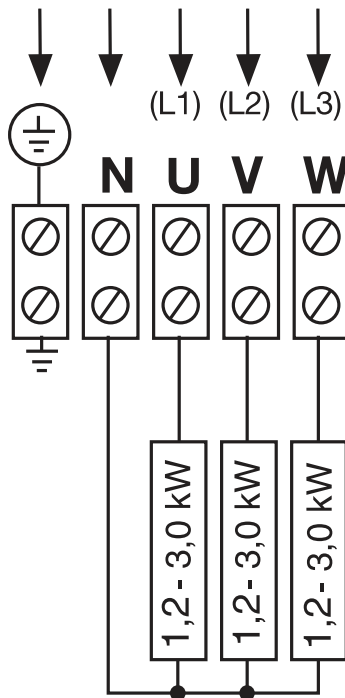 (L1) (L2) (L3)
N U V W
1,2- 3,0 kW
1,2- 3,0 kW
1,2- 3,0 kW